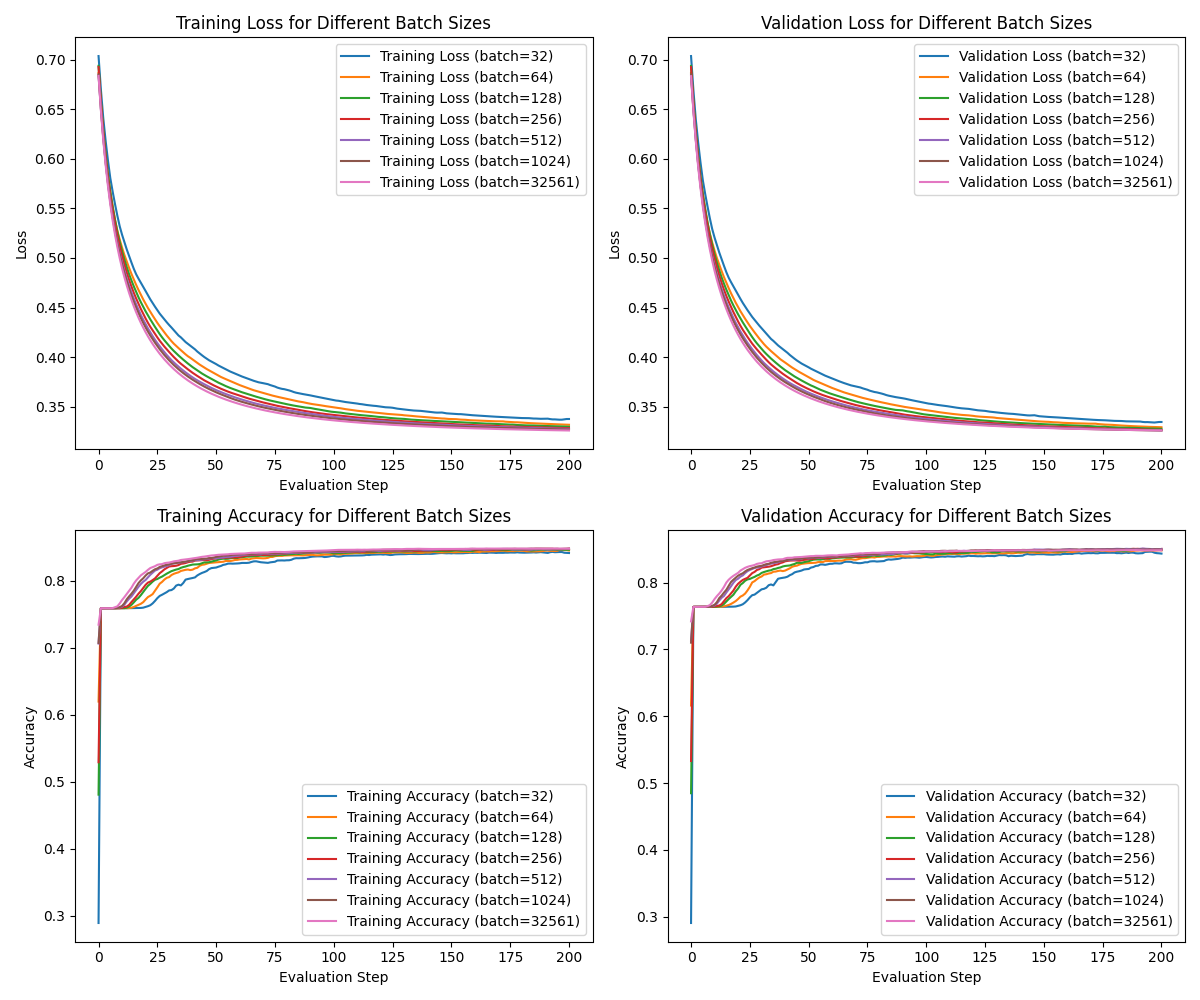 Training Loss for Different Batch Sizes
0.70
0.65
0.60
0.55
0.50
0.45
0.40
0.35
Loss
Training Loss (batch=32)
Training Loss (batch=64)
Training Loss (batch=128)
Training Loss (batch=256)
Training Loss (batch=512)
Training Loss (batch=1024)
Training Loss (batch=32561)
0 25 50 75 100 125 150 175 200
Evaluation Step
Validation Loss for Different Batch Sizes
0.70
0.65
0.60
0.55
0.50
0.45
0.40
0.35
Loss
Validation Loss (batch=32)
Validation Loss (batch=64)
Validation Loss (batch=128)
Validation Loss (batch=256)
Validation Loss (batch=512)
Validation Loss (batch=1024)
Validation Loss (batch=32561)
0 25 50 75 100 125 150 175 200
Evaluation Step
Training Accuracy for Different Batch Sizes
0.8
0.7
0.6
0.5
0.4
0.3
Accuracy
Training Accuracy (batch=32)
Training Accuracy (batch=64)
Training Accuracy (batch=128)
Training Accuracy (batch=256)
Training Accuracy (batch=512)
Training Accuracy (batch=1024)
Training Accuracy (batch=32561)
0 25 50 75 100 125 150 175 200
Evaluation Step
Validation Accuracy for Different Batch Sizes
0.8
0.7
0.6
0.5
0.4
0.3
Accuracy
Validation Accuracy (batch=32)
Validation Accuracy (batch=64)
Validation Accuracy (batch=128)
Validation Accuracy (batch=256)
Validation Accuracy (batch=512)
Validation Accuracy (batch=1024)
Validation Accuracy (batch=32561)
0 25 50 75 100 125 150 175 200
Evaluation Step